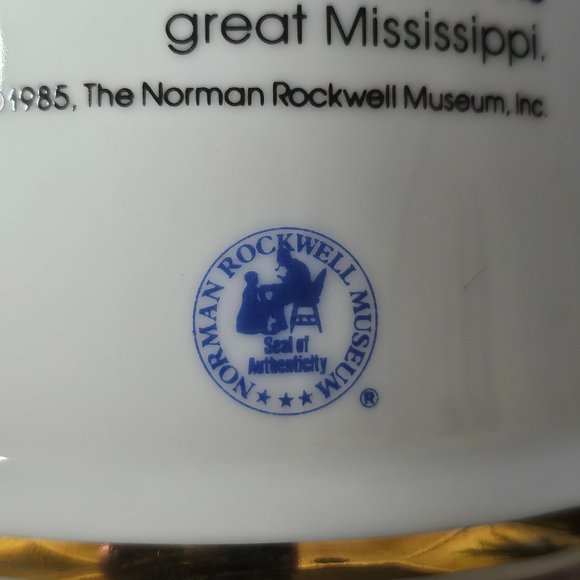 great Mississippi.
1985, The Norman Rockwell Museum, Inc.
NORMAN ROCKWELL MUSEUM
Seal of
Authenticity
★ ★ ★
®